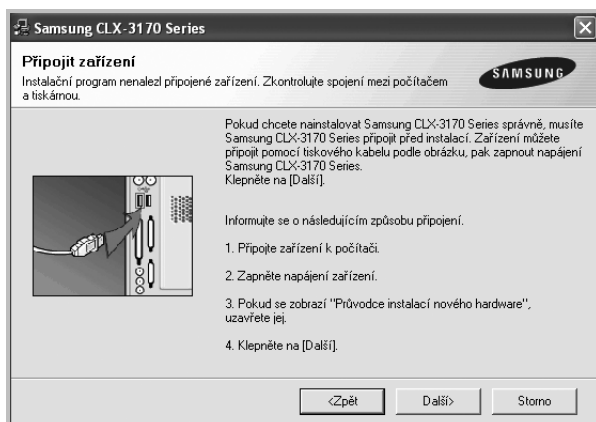 Samsung CLX-3170 Series
Připojit zařízení
Instalační program nenalezl připojené zařízení. Zkontrolujte spojení mezi počítačem
a tiskárnou.
SAMSUNG
Pokud chcete nainstalovat Samsung CLX-3170 Series správně, musíte
Samsung CLX-3170 Series připojit před instalací. Zařízení můžete
připojit pomocí tiskového kabelu podle obrázku, pak zapnout napájení
Samsung CLX-3170 Series.
Klepněte na [Další].
Informujte se o následujícím způsobu připojení.
1. Připojte zařízení k počítači.
2. Zapněte napájení zařízení.
3. Pokud se zobrazí "Průvodce instalací nového hardware",
uzavřete jej.
4. Klepněte na [Další].
<Zpět
Další>
Storno